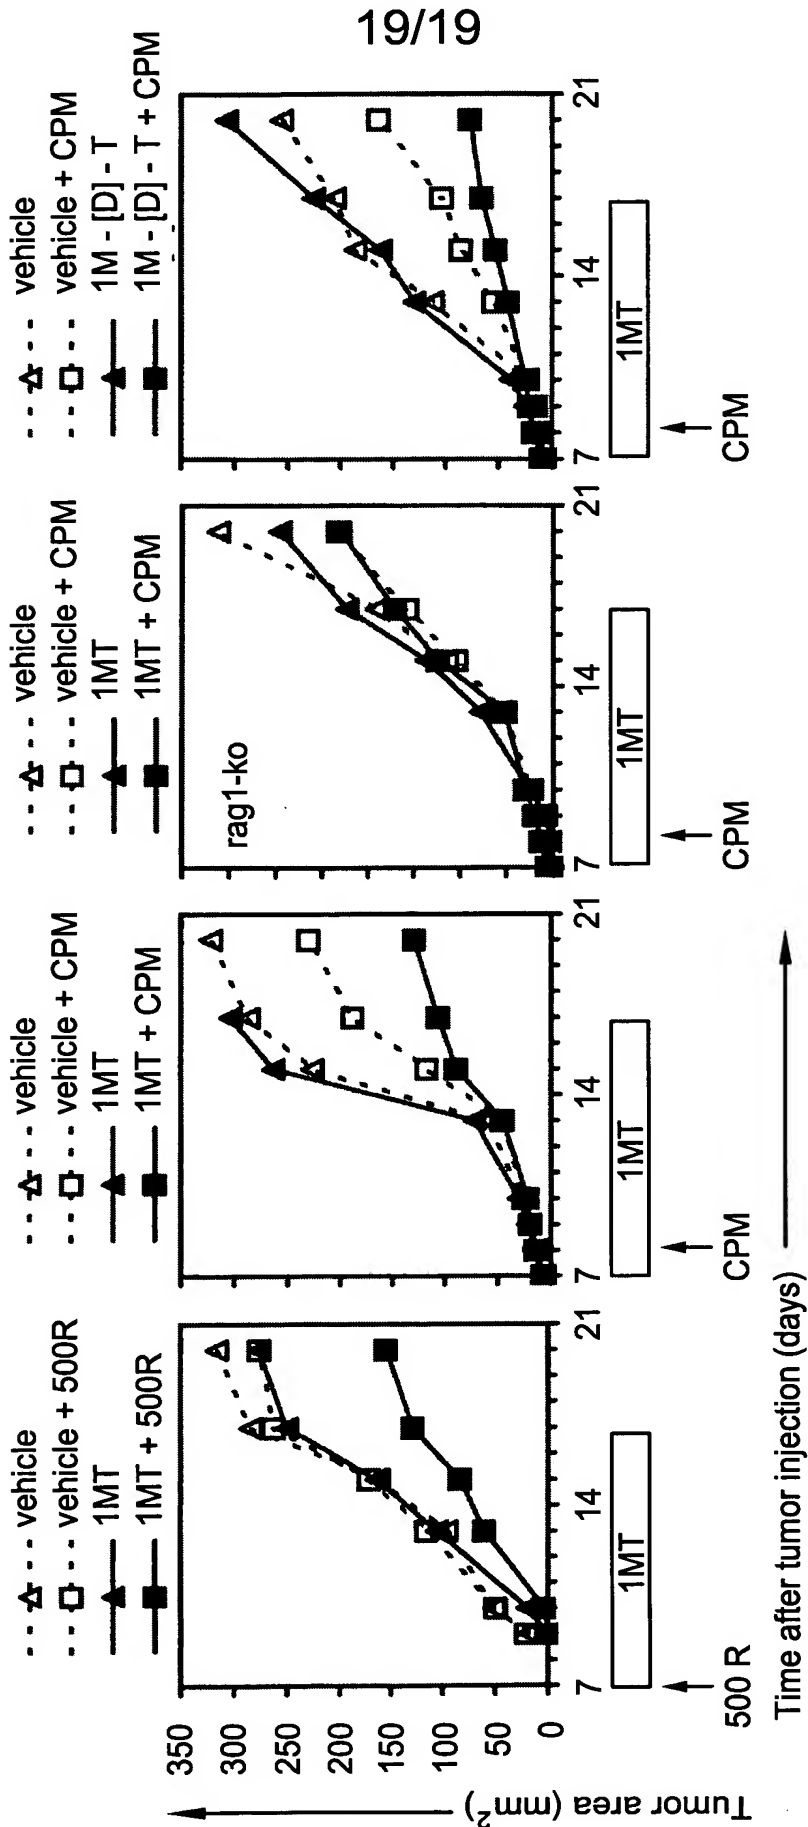 19/19
vehicle
vehicle + 500R
1MT
1MT + 500R
350
300
250
200
150
100
50
0
7
14
21
1MT
500 R
vehicle
vehicle + CPM
1MT
1MT + CPM
7
14
21
1MT
CPM
vehicle
vehicle + CPM
1MT
1MT + CPM
rag1-ko
7
14
21
1MT
CPM
vehicle
vehicle + CPM
1M - [D] - T
1M - [D] - T + CPM
7
14
21
1MT
CPM
Tumor area (mm²)
Time after tumor injection (days)